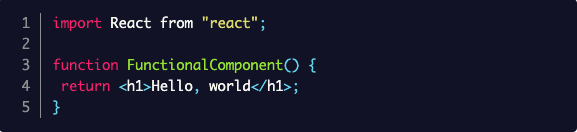 1 import React from "react";
2
3 function FunctionalComponent() {
4  return <h1>Hello, world</h1>;
5 }